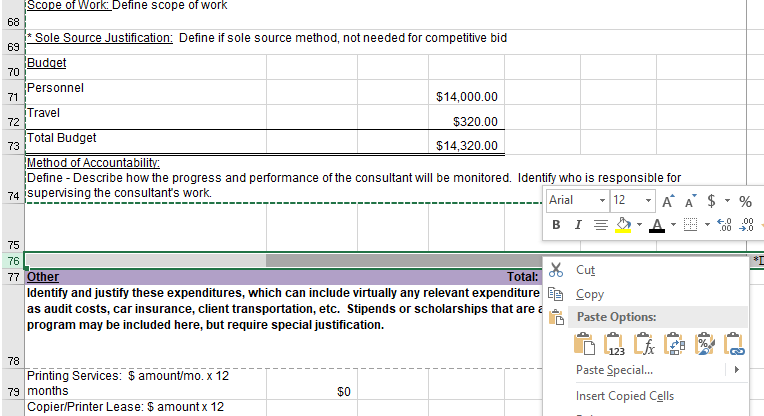 Scope of Work: Define scope of work
68
* Sole Source Justification: Define if sole source method, not needed for competitive bid
69
Budget
70
Personnel
71 $14,000.00
Travel
72 $320.00
Total Budget
73 $14,320.00
Method of Accountability:
Define - Describe how the progress and performance of the consultant will be monitored. Identify who is responsible for
74 supervising the consultant's work.
Arial 12 A A $ %
B I A .00 .00
75
76
77 Other Total:
Identify and justify these expenditures, which can include virtually any relevant expenditure
as audit costs, car insurance, client transportation, etc. Stipends or scholarships that are a
program may be included here, but require special justification.
78
Printing Services: $ amount/mo. x 12
79 months $0
Copier/Printer Lease: $ amount x 12
Cut
Copy
Paste Options:
123 fx %
Paste Special...
Insert Copied Cells